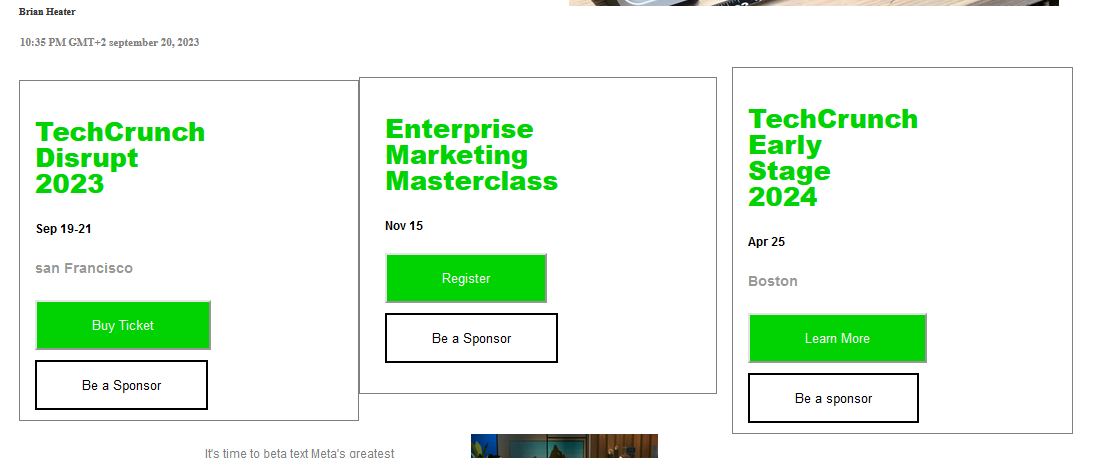 Brian Heater
10:35 PM GMT+2 september 20, 2023
TechCrunch
Disrupt
2023
Sep 19-21
san Francisco
Buy Ticket
Be a Sponsor
Enterprise
Marketing
Masterclass
Nov 15
Register
Be a Sponsor
TechCrunch
Early
Stage
2024
Apr 25
Boston
Learn More
Be a sponsor
It's time to beta text Meta's greatest